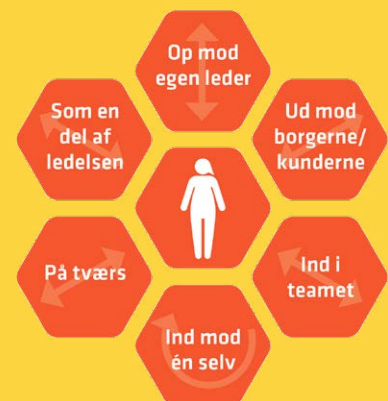 Op mod
egen leder
Som en
del af
ledelsen
Ud mod
borgerne/
kunderne
På tværs
Ind i
teamet
Ind mod
én selv